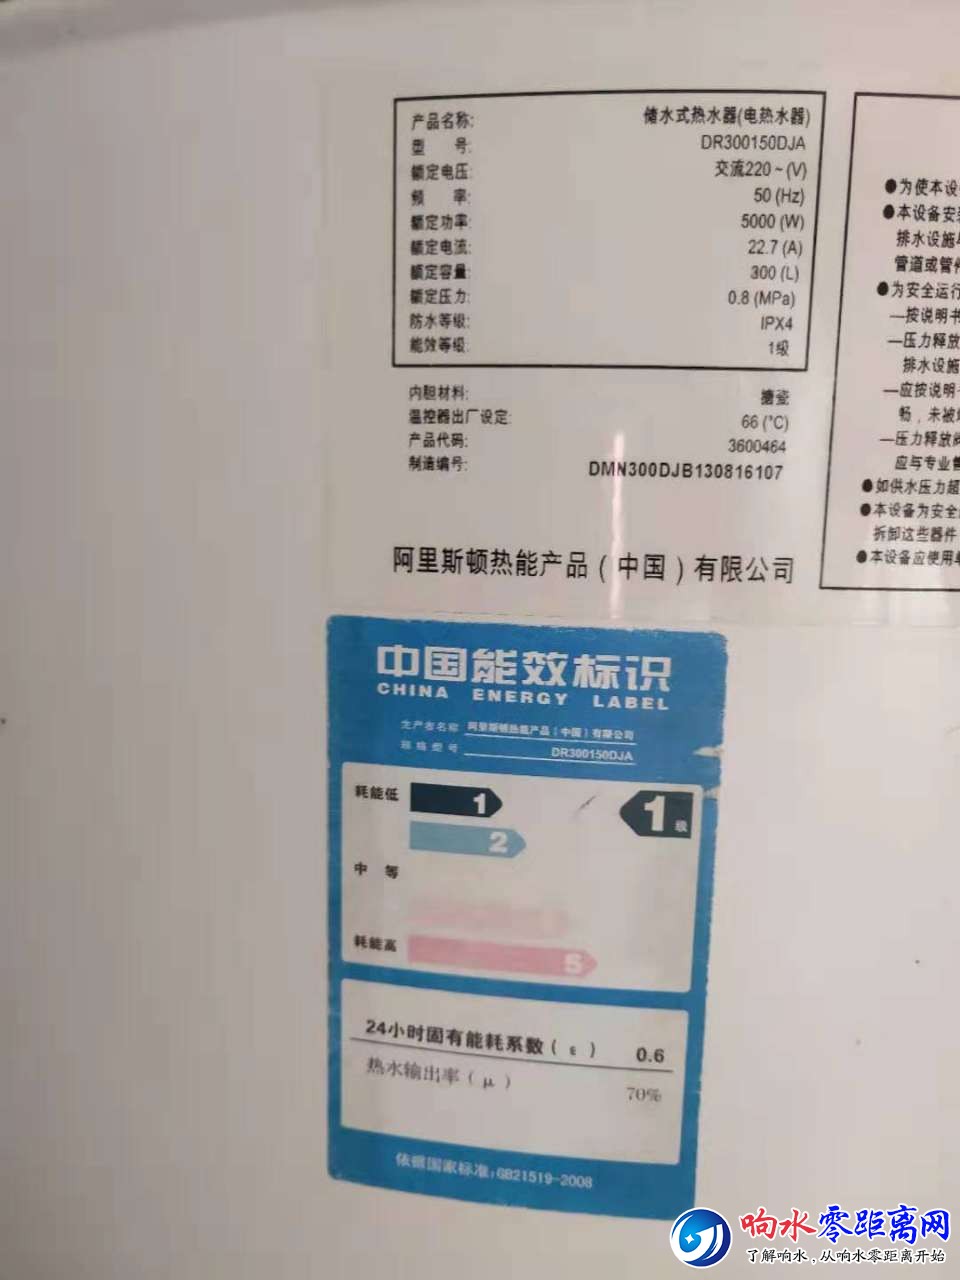 产品名称: 储水式热水器(电热水器)
型 号: DR300150DJA
额定电压: 交流220~(V)
频 率: 50 (Hz)
额定功率: 5000 (W)
额定电流: 22.7 (A)
额定容量: 300 (L)
额定压力: 0.8 (MPa)
防水等级: IPX4
能效等级: 1级
内胆材料: 搪瓷
温控器出厂设定: 66 (°C)
产品代码: 3600464
制造编号: DMN300DJB130816107
阿里斯顿热能产品(中国)有限公司
●为使本设
●本设备安装
排水设施
管道或管件
●为安全运行
—按说明书
—压力释放
排水设施
—应按说明
畅，未被
—压力释放阀
应与专业管
●如供水压力超
●本设备为安全
拆卸这些器件
●本设备应使用单
中国能效标识
CHINA ENERGY LABEL
生产者名称 阿里斯顿热能产品(中国)有限公司
规格型号 DR300150DJA
耗能低 1
1级
2
中 等
耗能高 5
24小时固有能耗系数(ε) 0.6
热水输出率(μ) 70%
依据国家标准:GB21519-2008
响水零距离网
了解响水,从响水零距离开始